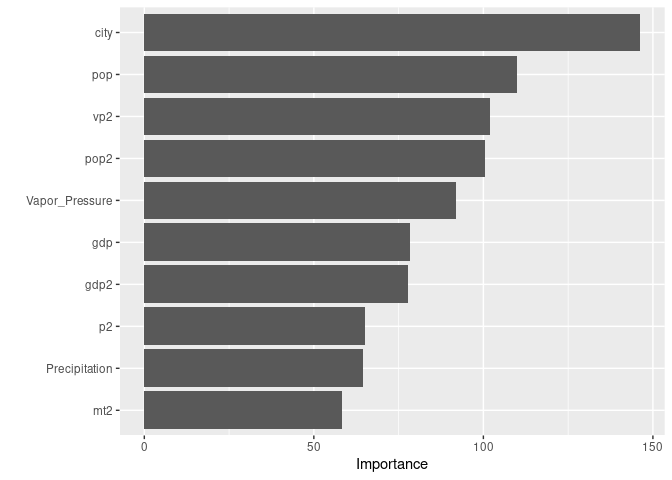 city
pop
vp2
pop2
Vapor_Pressure
gdp
gdp2
p2
Precipitation
mt2
0 50 100 150
Importance